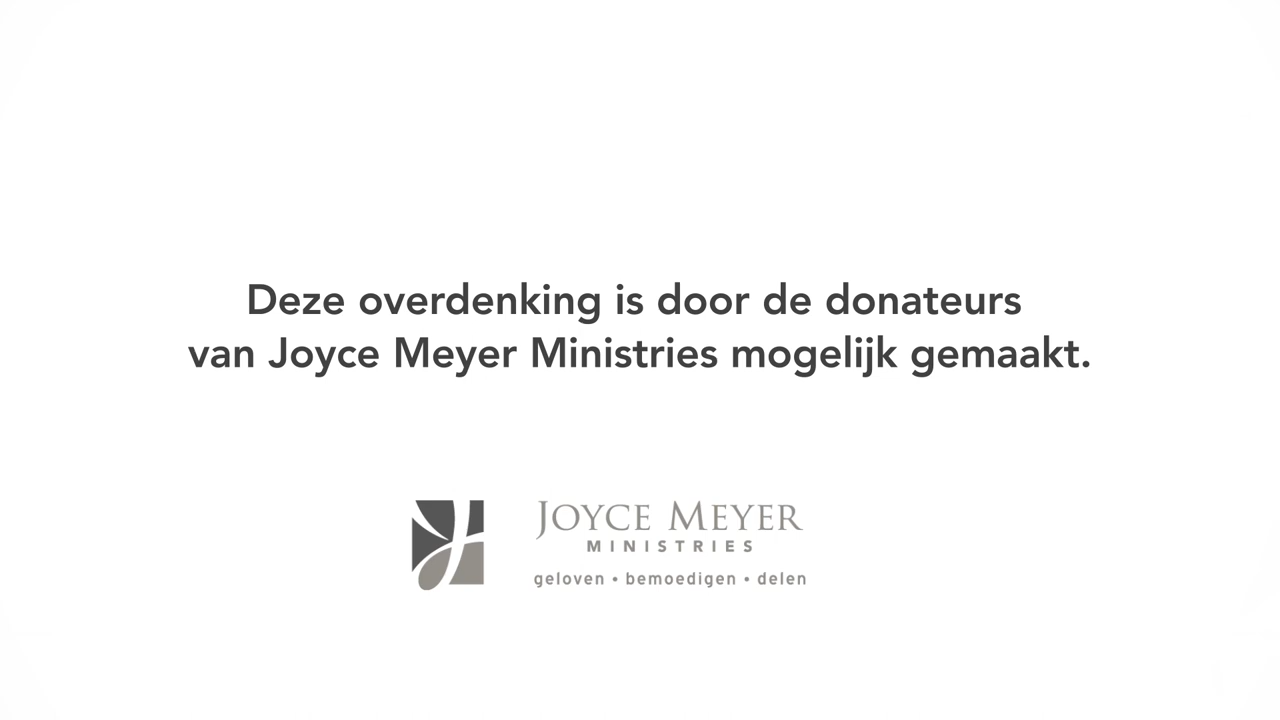 Deze overdenking is door de donateurs
van Joyce Meyer Ministries mogelijk gemaakt.
JOYCE MEYER
MINISTRIES
geloven • bemoedigen • delen